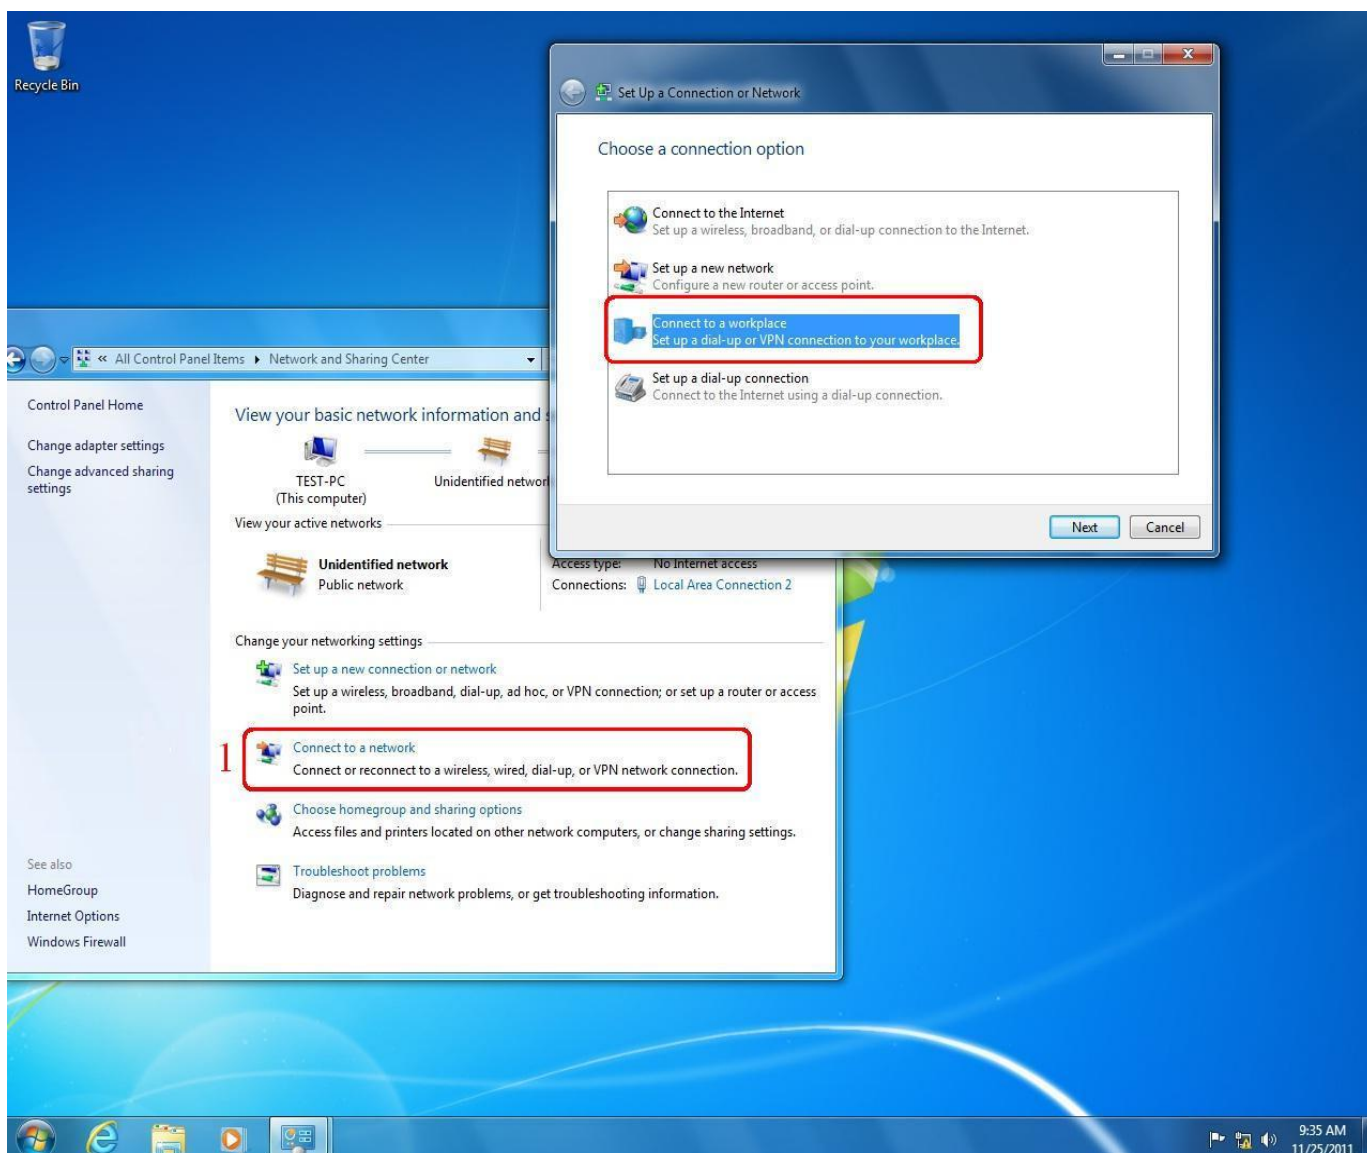 Recycle Bin
Set Up a Connection or Network
Choose a connection option
Connect to the Internet
Set up a wireless, broadband, or dial-up connection to the Internet.
Set up a new network
Configure a new router or access point.
Connect to a workplace
Set up a dial-up or VPN connection to your workplace.
Set up a dial-up connection
Connect to the Internet using a dial-up connection.
Next Cancel
« All Control Panel Items Network and Sharing Center
Control Panel Home
Change adapter settings
Change advanced sharing
settings
See also
HomeGroup
Internet Options
Windows Firewall
View your basic network information and
TEST-PC
(This computer)
Unidentified network
View your active networks
Unidentified network
Public network
Access type: No Internet access
Connections: Local Area Connection 2
Change your networking settings
Set up a new connection or network
Set up a wireless, broadband, dial-up, ad hoc, or VPN connection; or set up a router or access
point.
1
Connect to a network
Connect or reconnect to a wireless, wired, dial-up, or VPN network connection.
Choose homegroup and sharing options
Access files and printers located on other network computers, or change sharing settings.
Troubleshoot problems
Diagnose and repair network problems, or get troubleshooting information.
9:35 AM
11/25/2011